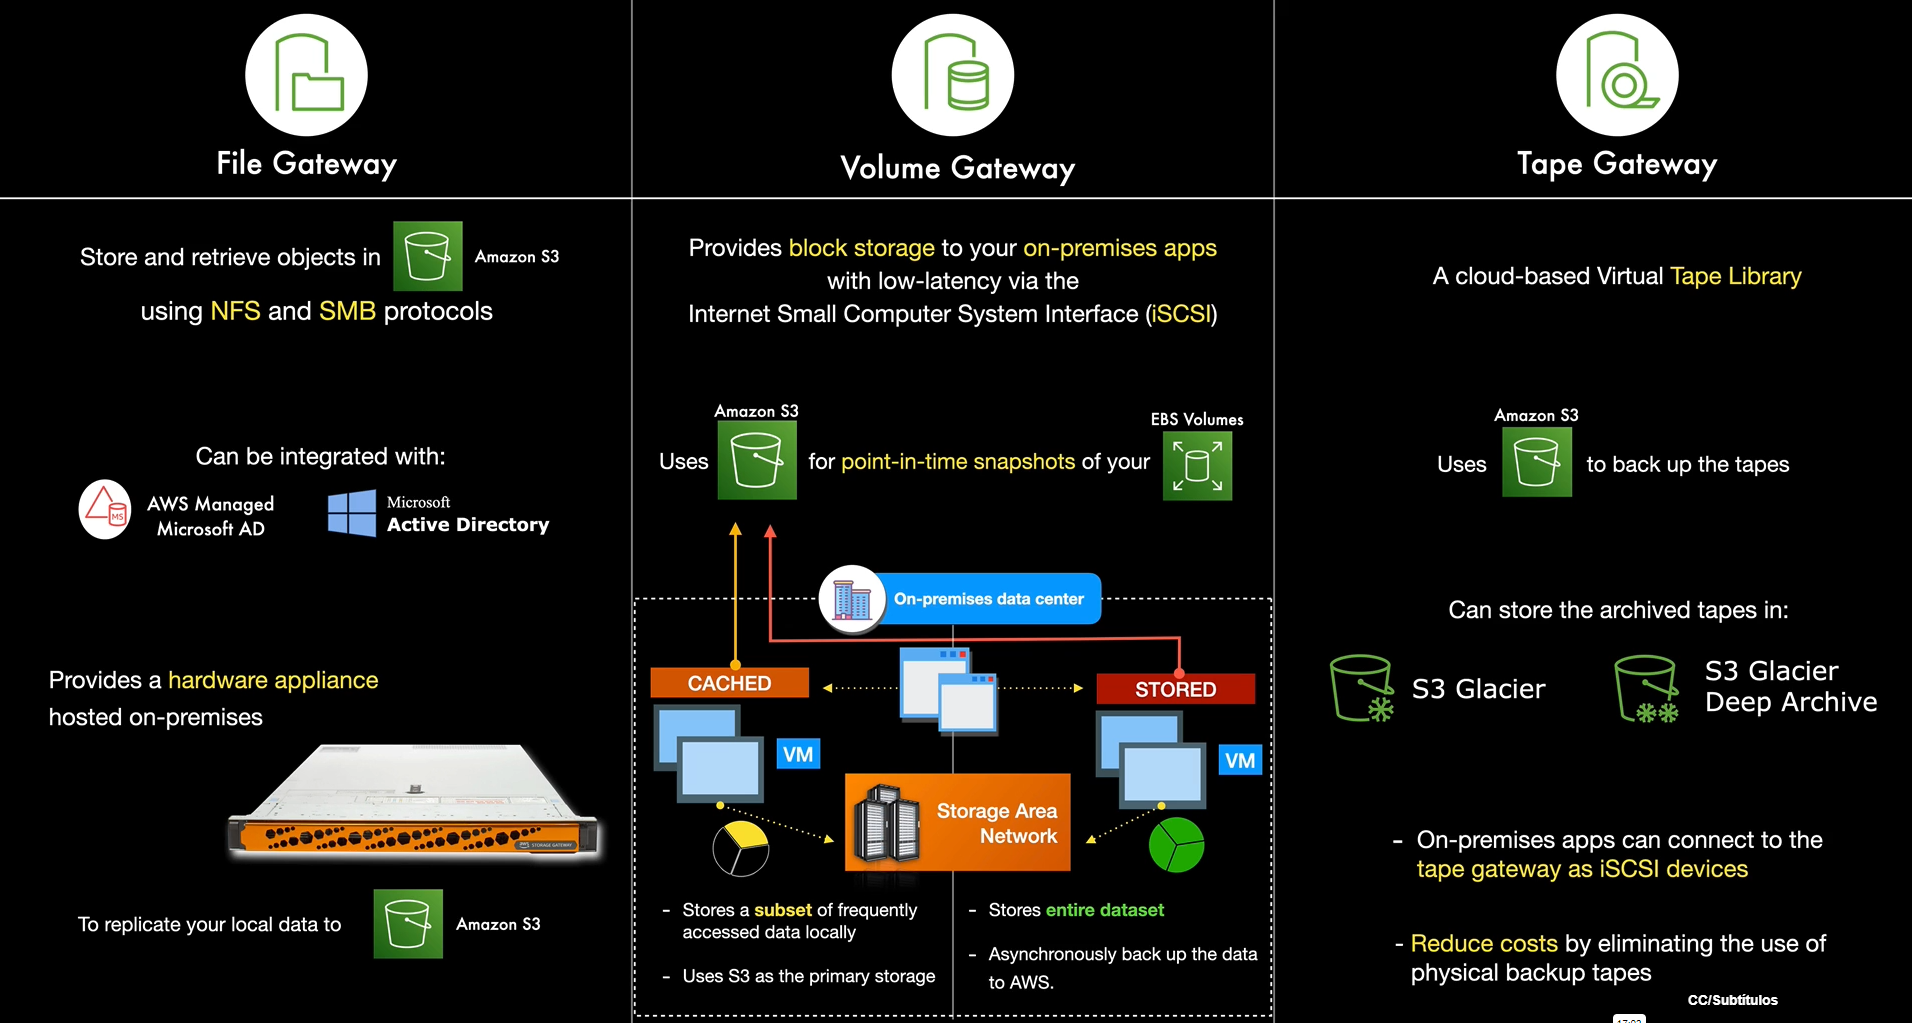 File Gateway
Store and retrieve objects in
Amazon S3
using NFS and SMB protocols
Can be integrated with:
MS
AWS Managed
Microsoft AD
Microsoft
Active Directory
Provides a hardware appliance
hosted on-premises
aws STORAGE GATEWAY
To replicate your local data to
Amazon S3
Volume Gateway
Provides block storage to your on-premises apps
with low-latency via the
Internet Small Computer System Interface (iSCSI)
Amazon S3
EBS Volumes
Uses
for point-in-time snapshots of your
On-premises data center
CACHED
STORED
VM
VM
Storage Area
Network
- Stores a subset of frequently
accessed data locally
- Uses S3 as the primary storage
- Stores entire dataset
- Asynchronously back up the data
to AWS.
Tape Gateway
A cloud-based Virtual Tape Library
Amazon S3
Uses
to back up the tapes
Can store the archived tapes in:
S3 Glacier
S3 Glacier
Deep Archive
- On-premises apps can connect to the
tape gateway as iSCSI devices
- Reduce costs by eliminating the use of
physical backup tapes
CC/Subtítulos